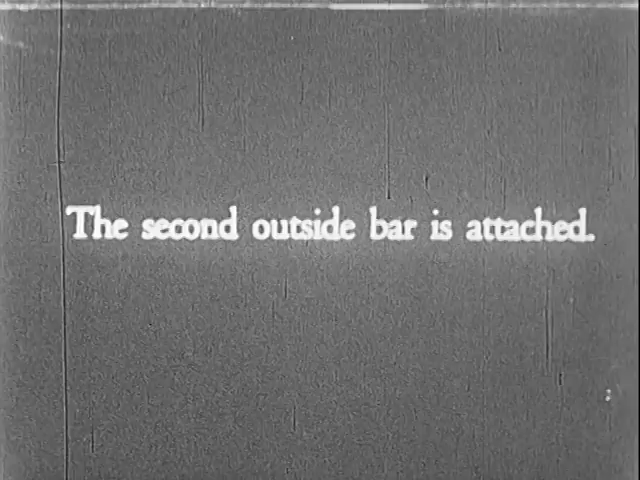 The second outside bar is attached.